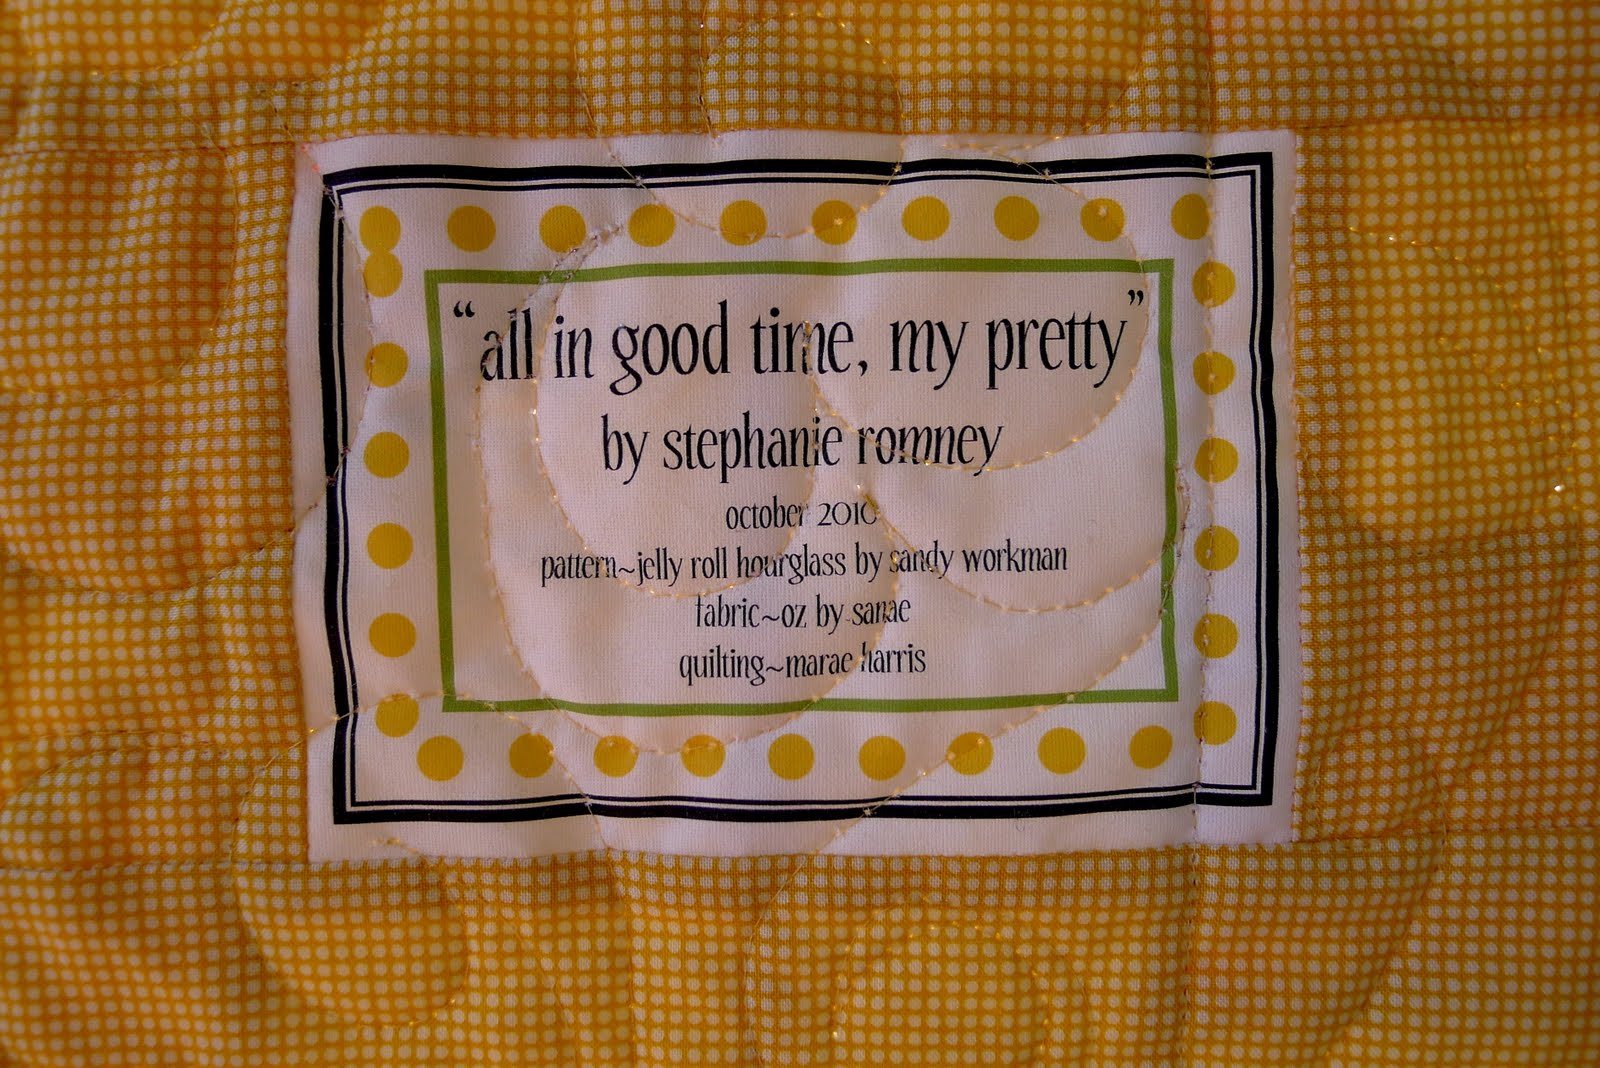 “all in good time, my pretty”
by stephanie romney
october 2010
pattern~jelly roll hourglass by sandy workman
fabric~oz by sanae
quilting~marae harris